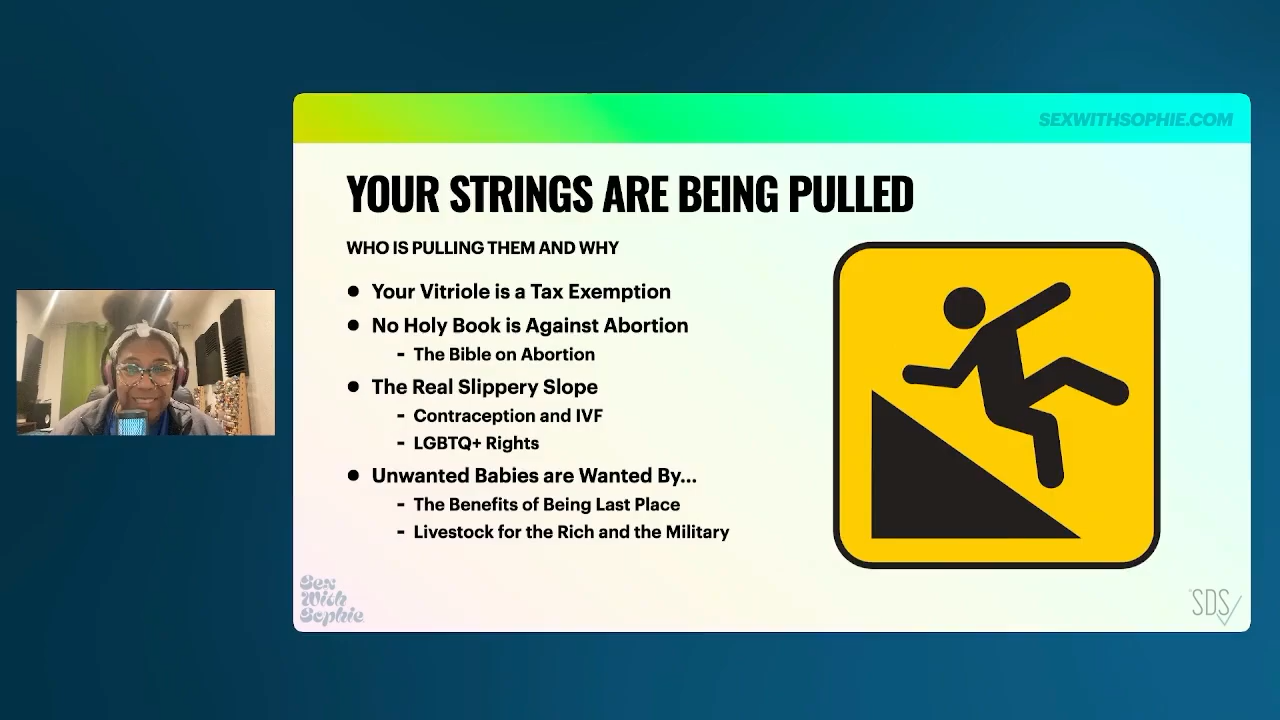 SEXWITHSOPHIE.COM
YOUR STRINGS ARE BEING PULLED
WHO IS PULLING THEM AND WHY
● Your Vitriole is a Tax Exemption
● No Holy Book is Against Abortion
- The Bible on Abortion
● The Real Slippery Slope
- Contraception and IVF
- LGBTQ+ Rights
● Unwanted Babies are Wanted By...
- The Benefits of Being Last Place
- Livestock for the Rich and the Military
Sex
With
Sophie
SDS